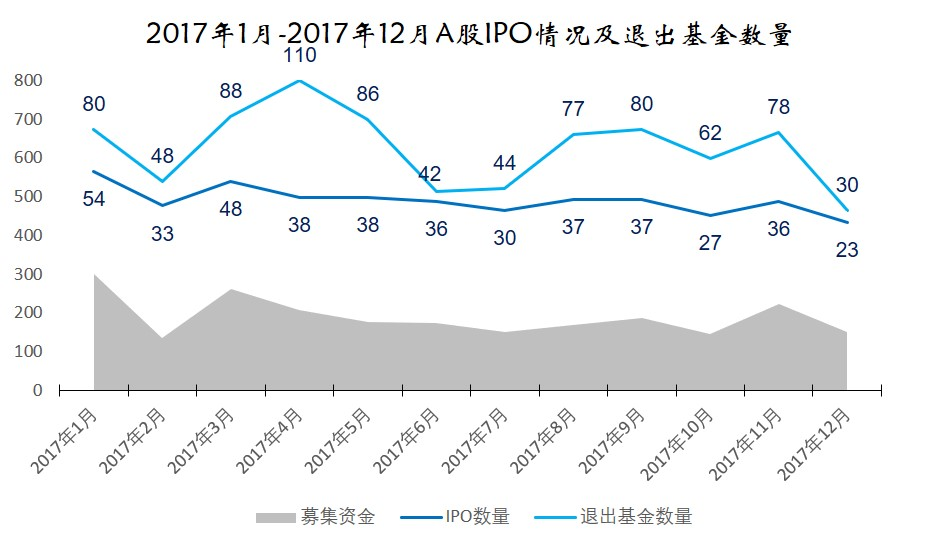 2017年1月-2017年12月A股IPO情况及退出基金数量
800
700
600
500
400
300
200
100
0
80
48
88
110
86
42
44
77
80
62
78
30
54
33
48
38
38
36
30
37
37
27
36
23
2017年1月
2017年2月
2017年3月
2017年4月
2017年5月
2017年6月
2017年7月
2017年8月
2017年9月
2017年10月
2017年11月
2017年12月
募集资金
IPO数量
退出基金数量